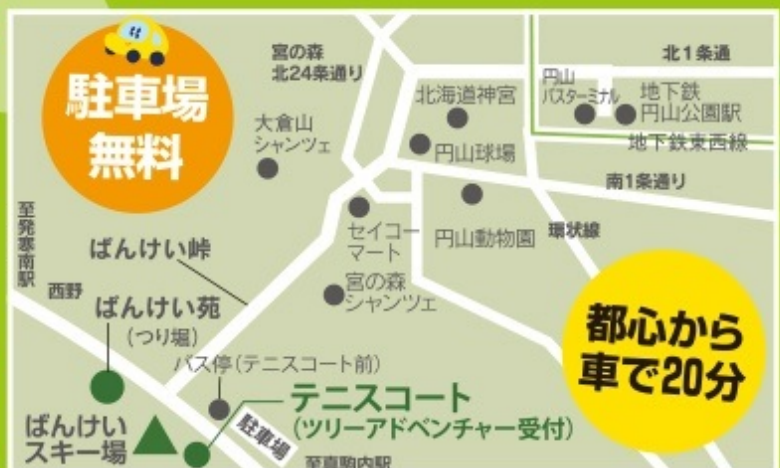 駐車場
無料
宮の森
北24条通り
北1条通
円山
バスターミナル
地下鉄
円山公園駅
北海道神宮
大倉山
シャンツェ
円山球場
地下鉄東西線
南1条通り
至発寒南駅
セイコー
マート
円山動物園
環状線
ばんけい峠
西野
宮の森
シャンツェ
ばんけい苑
(つり堀)
都心から
車で20分
バス停(テニスコート前)
テニスコート
(ツリーアドベンチャー受付)
ばんけい
スキー場
駐車場
至真駒内駅